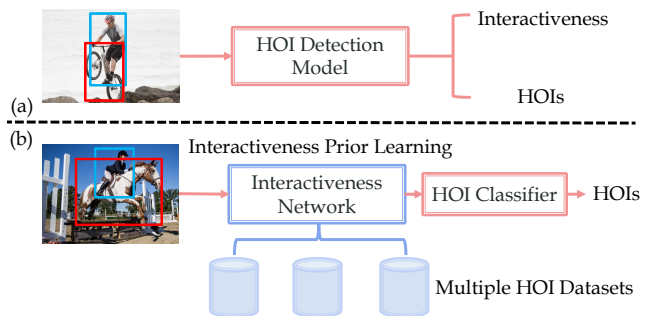 Interactiveness
HOI Detection
Model
HOIs
(a)
(b)
Interactiveness Prior Learning
Interactiveness
Network
HOI Classifier
HOIs
Multiple HOI Datasets